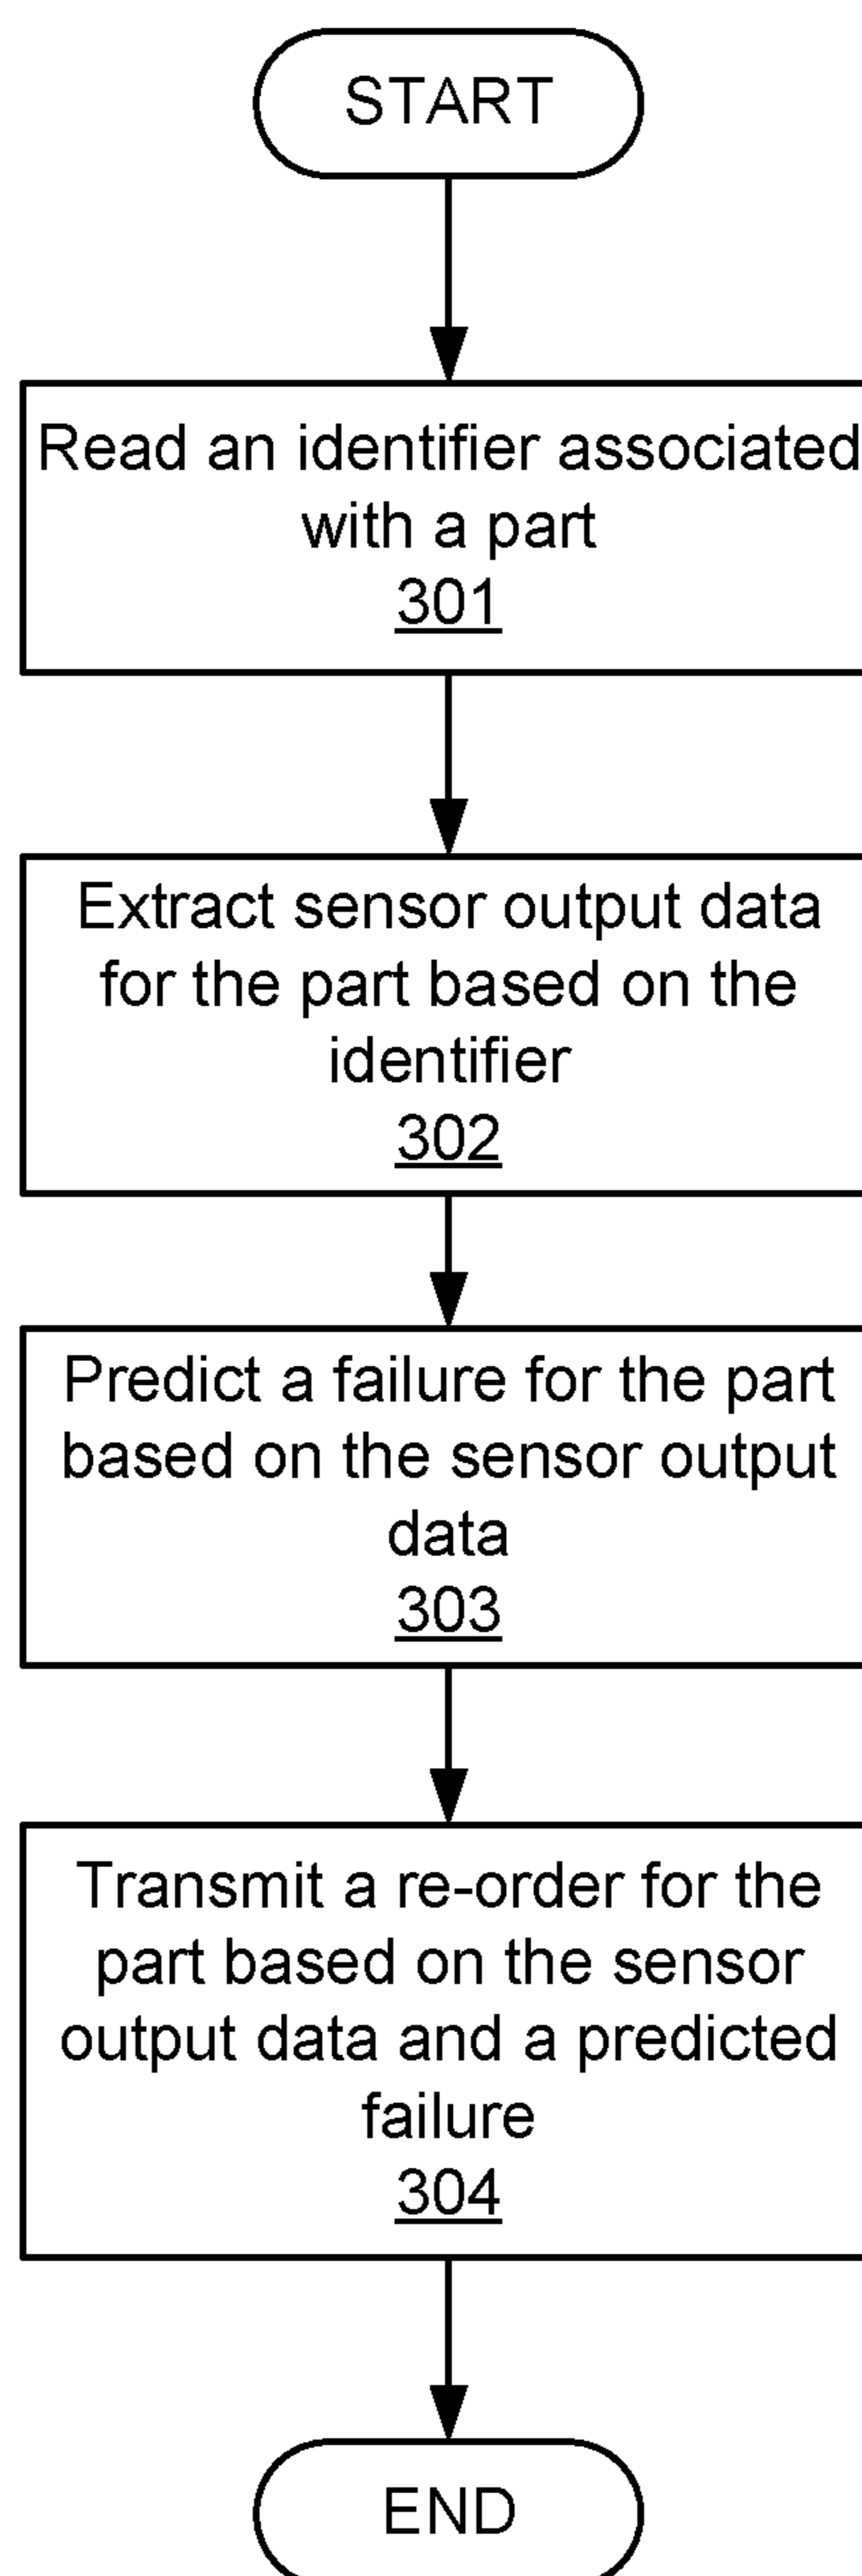 START
Read an identifier associated
with a part
301
Extract sensor output data
for the part based on the
identifier
302
Predict a failure for the part
based on the sensor output
data
303
Transmit a re-order for the
part based on the sensor
output data and a predicted
failure
304
END